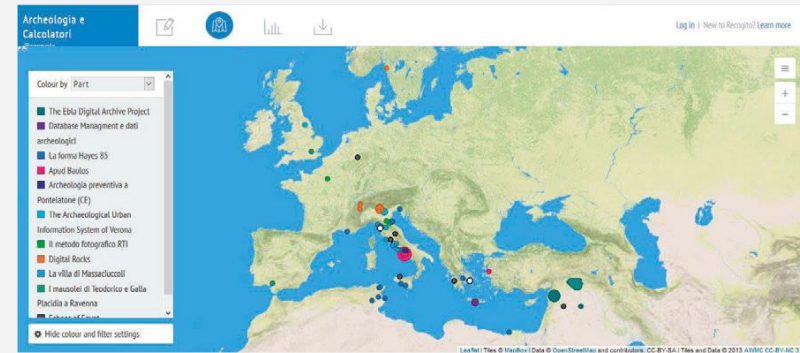 Archeologia e
Calcolatori
Log in | New to Recogito? Learn more
Colour by Part
The Ebla Digital Archive Project
Database Managment e dati
archeologici
La forma Hayes 85
Apud Baulos
Archeologia preventiva a
Pontelatone (CE)
The Archaeological Urban
Information System of Verona
Il metodo fotografico RTI
Digital Rocks
La villa di Massaciuccoli
I mausolei di Teodorico e Galla
Placidia a Ravenna
Echoes of Egypt
Hide colour and filter settings
+
-
Leaflet | Tiles © MapBox | Data © OpenStreetMap and contributors, CC-BY-SA | Tiles and Data © 2013 AWMC CC-BY-NC 3